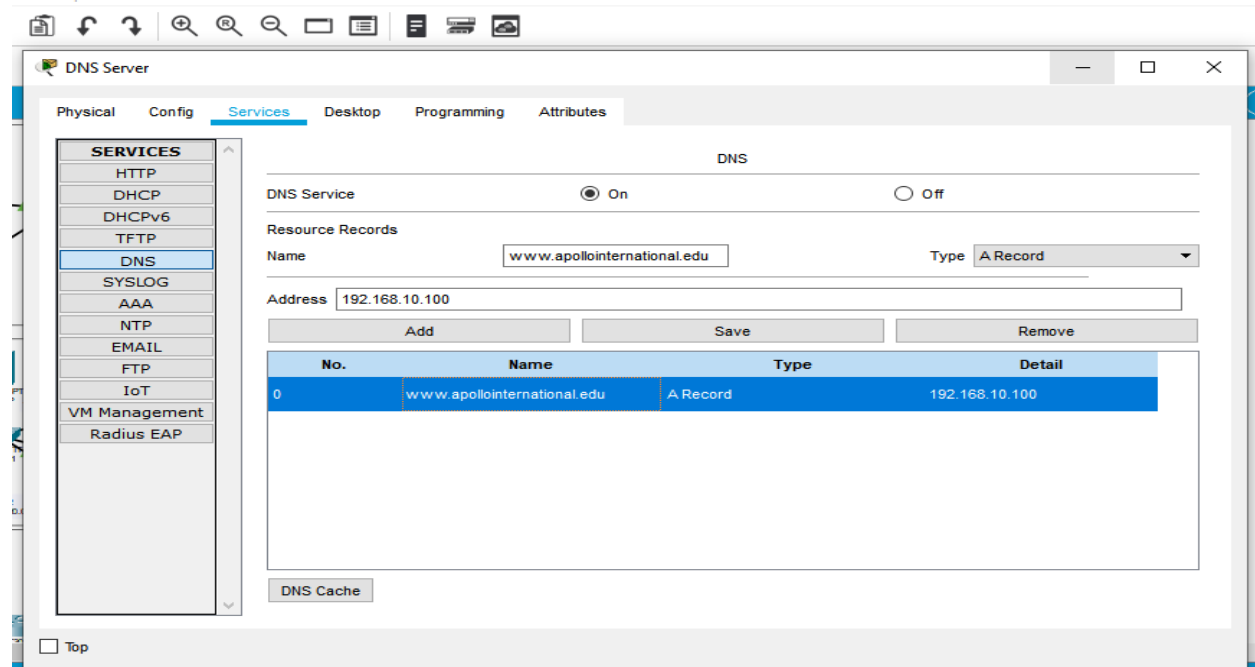 DNS Server
Physical Config Services Desktop Programming Attributes
SERVICES
HTTP
DHCP
DHCPv6
TFTP
DNS
SYSLOG
AAA
NTP
EMAIL
FTP
IoT
VM Management
Radius EAP
DNS
DNS Service On Off
Resource Records
Name www.apollointernational.edu Type A Record
Address 192.168.10.100
Add Save Remove
No. Name Type Detail
0 www.apollointernational.edu A Record 192.168.10.100
DNS Cache
Top